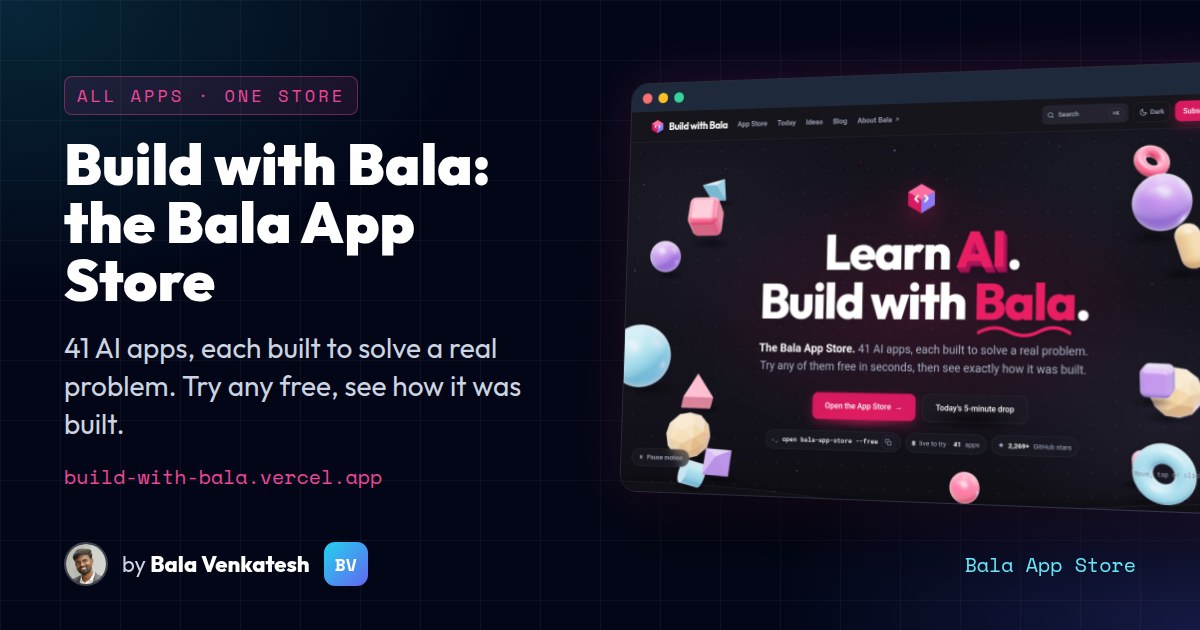 ALL APPS · ONE STORE
Build with Bala:
the Bala App
Store
41 AI apps, each built to solve a real
problem. Try any free, see how it was
built.
build-with-bala.vercel.app
by Bala Venkatesh
BV
Build with Bala
App Store
Today
Ideas
Blog
About Bala ↗
Search
Dark
Learn AI.
Build with Bala.
The Bala App Store. 41 AI apps, each built to solve a real problem.
Try any of them free in seconds, then see exactly how it was built.
Open the App Store →
Today's 5-minute drop
open bala-app-store --free
live to try · 41 apps
2,269+ GitHub stars
Pause motion
Bala App Store